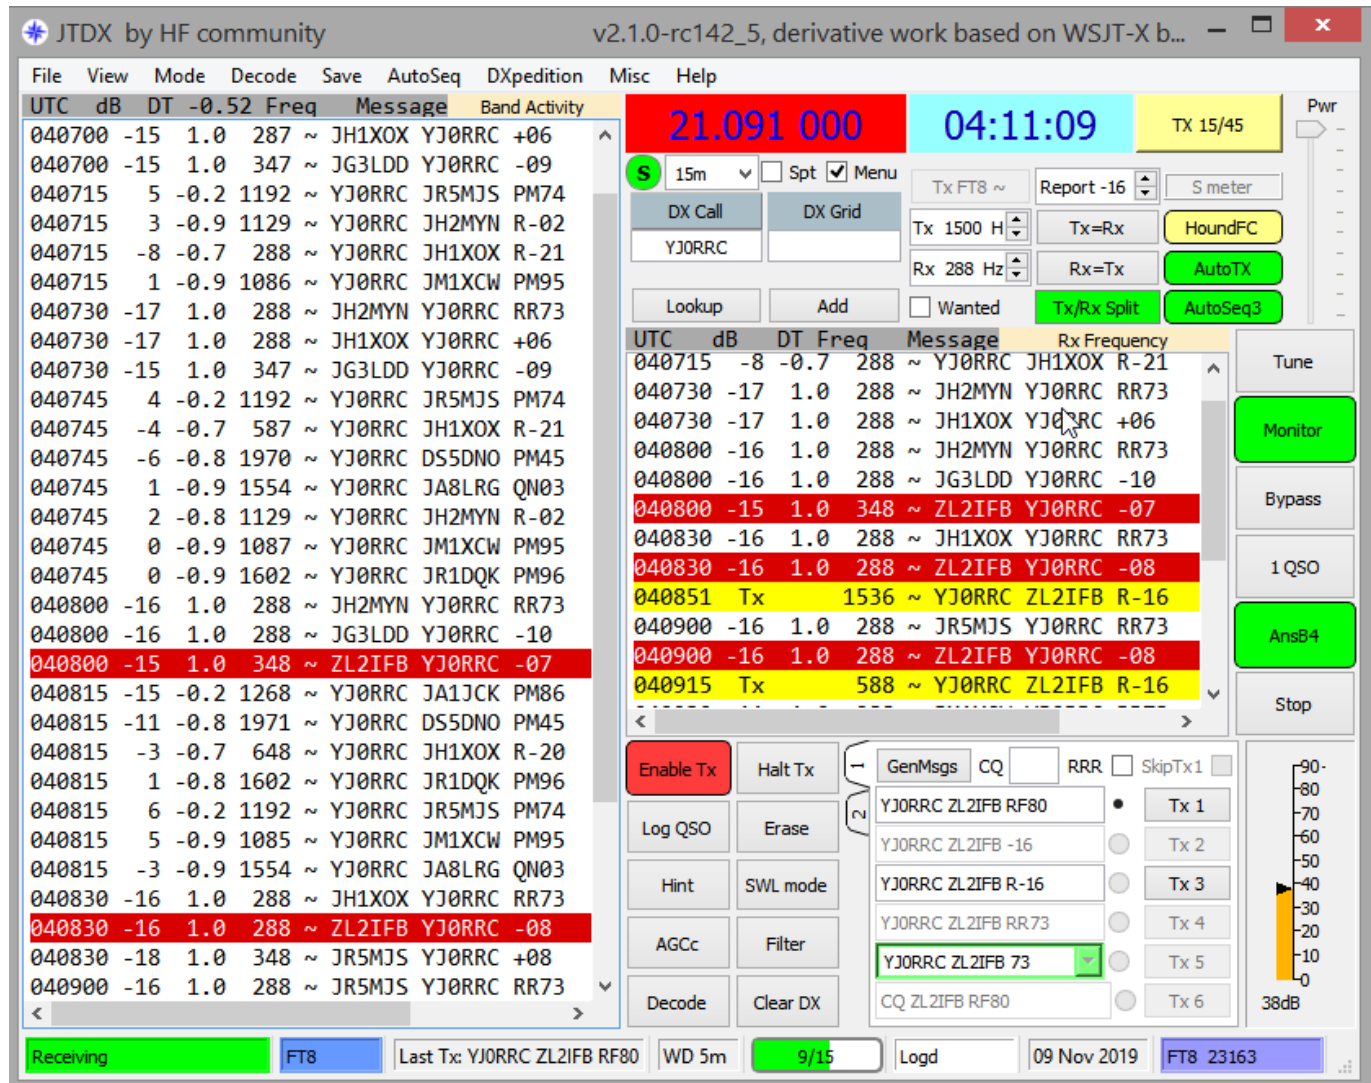 JTDX by HF community v2.1.0-rc142_5, derivative work based on WSJT-X b...
File View Mode Decode Save AutoSeq DXpedition Misc Help
UTC dB DT -0.52 Freq Message Band Activity
040700 -15 1.0 287 ~ JH1XOX YJ0RRC +06
040700 -15 1.0 347 ~ JG3LDD YJ0RRC -09
040715 5 -0.2 1192 ~ YJ0RRC JR5MJS PM74
040715 3 -0.9 1129 ~ YJ0RRC JH2MYN R-02
040715 -8 -0.7 288 ~ YJ0RRC JH1XOX R-21
040715 1 -0.9 1086 ~ YJ0RRC JM1XCW PM95
040730 -17 1.0 288 ~ JH2MYN YJ0RRC RR73
040730 -17 1.0 288 ~ JH1XOX YJ0RRC +06
040730 -15 1.0 347 ~ JG3LDD YJ0RRC -09
040745 4 -0.2 1192 ~ YJ0RRC JR5MJS PM74
040745 -4 -0.7 587 ~ YJ0RRC JH1XOX R-21
040745 -6 -0.8 1970 ~ YJ0RRC DS5DNO PM45
040745 1 -0.9 1554 ~ YJ0RRC JA8LRG QN03
040745 2 -0.8 1129 ~ YJ0RRC JH2MYN R-02
040745 0 -0.9 1087 ~ YJ0RRC JM1XCW PM95
040745 0 -0.9 1602 ~ YJ0RRC JR1DQK PM96
040800 -16 1.0 288 ~ JH2MYN YJ0RRC RR73
040800 -16 1.0 288 ~ JG3LDD YJ0RRC -10
040800 -15 1.0 348 ~ ZL2IFB YJ0RRC -07
040815 -15 -0.2 1268 ~ YJ0RRC JA1JCK PM86
040815 -11 -0.8 1971 ~ YJ0RRC DS5DNO PM45
040815 -3 -0.7 648 ~ YJ0RRC JH1XOX R-20
040815 1 -0.8 1602 ~ YJ0RRC JR1DQK PM96
040815 6 -0.2 1192 ~ YJ0RRC JR5MJS PM74
040815 5 -0.9 1085 ~ YJ0RRC JM1XCW PM95
040815 -3 -0.9 1554 ~ YJ0RRC JA8LRG QN03
040830 -16 1.0 288 ~ JH1XOX YJ0RRC RR73
040830 -16 1.0 288 ~ ZL2IFB YJ0RRC -08
040830 -18 1.0 348 ~ JR5MJS YJ0RRC +08
040900 -16 1.0 288 ~ JR5MJS YJ0RRC RR73
21.091 000 04:11:09 TX 15/45 Pwr
S 15m Spt Menu Tx FT8 ~ Report -16 S meter
DX Call DX Grid Tx 1500 H Tx=Rx HoundFC
YJ0RRC Rx 288 Hz Rx=Tx AutoTX
Lookup Add Wanted Tx/Rx Split AutoSeq3
UTC dB DT Freq Message Rx Frequency
040715 -8 -0.7 288 ~ YJ0RRC JH1XOX R-21
040730 -17 1.0 288 ~ JH2MYN YJ0RRC RR73
040730 -17 1.0 288 ~ JH1XOX YJ0RRC +06
040800 -16 1.0 288 ~ JH2MYN YJ0RRC RR73
040800 -16 1.0 288 ~ JG3LDD YJ0RRC -10
040800 -15 1.0 348 ~ ZL2IFB YJ0RRC -07
040830 -16 1.0 288 ~ JH1XOX YJ0RRC RR73
040830 -16 1.0 288 ~ ZL2IFB YJ0RRC -08
040851 Tx 1536 ~ YJ0RRC ZL2IFB R-16
040900 -16 1.0 288 ~ JR5MJS YJ0RRC RR73
040900 -16 1.0 288 ~ ZL2IFB YJ0RRC -08
040915 Tx 588 ~ YJ0RRC ZL2IFB R-16
Tune
Monitor
Bypass
1 QSO
AnsB4
Stop
Enable Tx Halt Tx 1 GenMsgs CQ RRR SkipTx1
2 YJ0RRC ZL2IFB RF80 Tx 1
Log QSO Erase YJ0RRC ZL2IFB -16 Tx 2
Hint SWL mode YJ0RRC ZL2IFB R-16 Tx 3
AGCc Filter YJ0RRC ZL2IFB RR73 Tx 4
YJ0RRC ZL2IFB 73 Tx 5
Decode Clear DX CQ ZL2IFB RF80 Tx 6
90
80
70
60
50
40
30
20
10
0
38dB
Receiving FT8 Last Tx: YJ0RRC ZL2IFB RF80 WD 5m 9/15 Logd 09 Nov 2019 FT8 23163